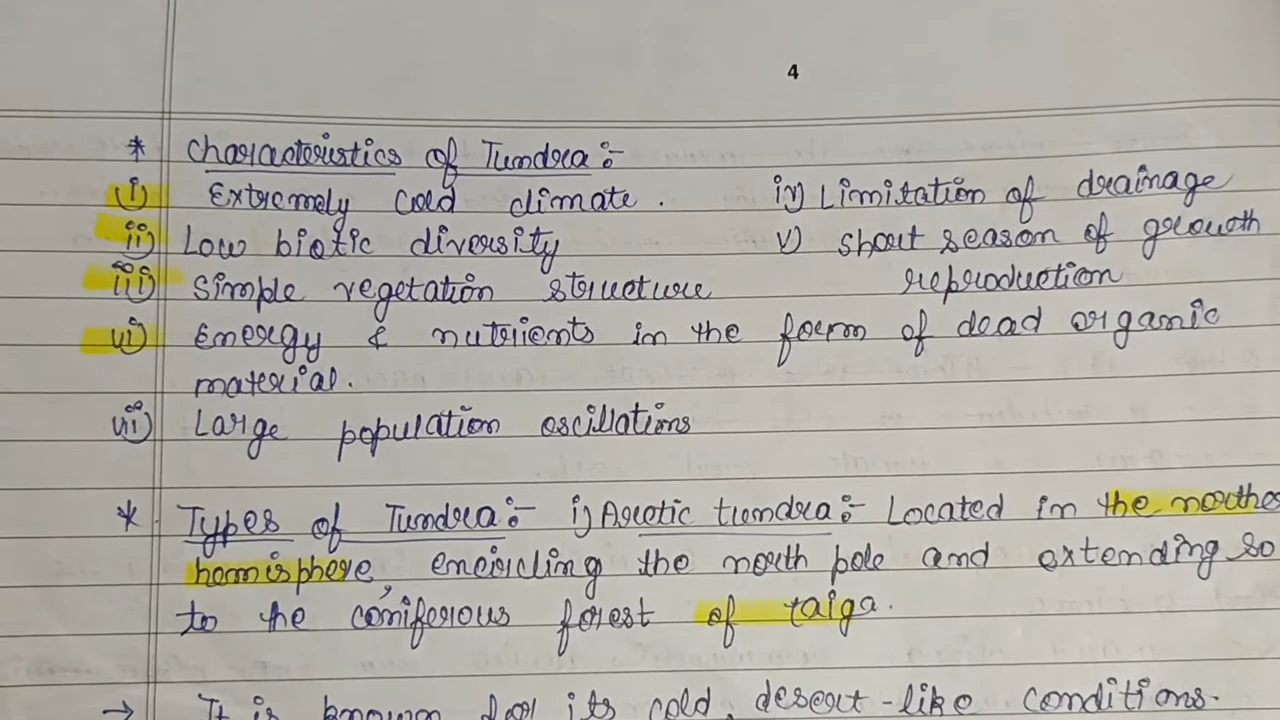 4
* Characteristics of Tundra :-
i) Extremely cold climate. iv) Limitation of drainage
ii) Low biotic diversity v) short season of growth
iii) simple vegetation structure reproduction
vi) Energy & nutrients in the form of dead organic
material.
vii) Large population oscillations
* Types of Tundra :- i) Arctic tundra :- Located in the northe
hemisphere, encircling the north pole and extending so
to the coniferous forest of taiga.
→ It is known for its cold, desert-like conditions.